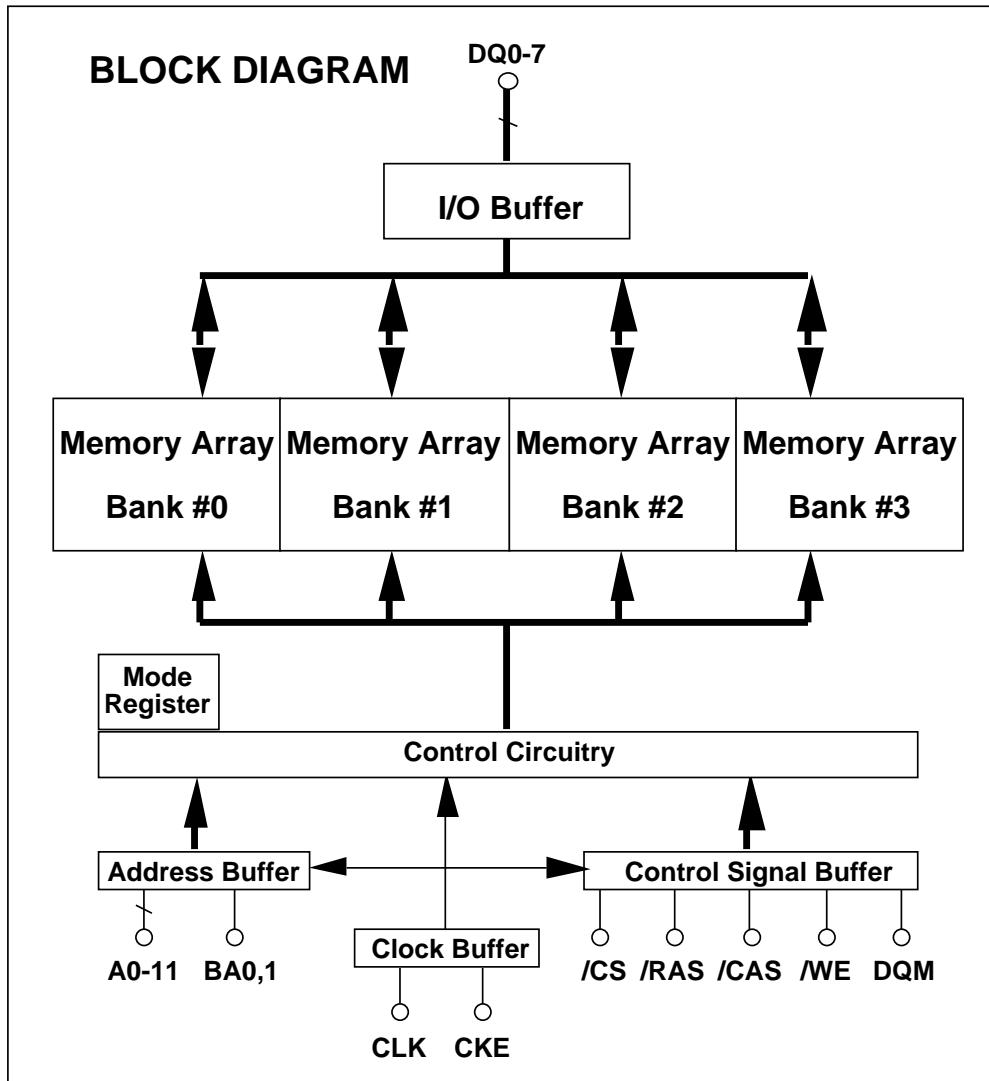 DQ0-7
BLOCK DIAGRAM
I/O Buffer
Memory Array
Bank #0
Memory Array
Bank #1
Memory Array
Bank #2
Memory Array
Bank #3
Mode
Register
Control Circuitry
Address Buffer
Control Signal Buffer
Clock Buffer
A0-11
BA0,1
/CS
/RAS
/CAS
/WE
DQM
CLK
CKE